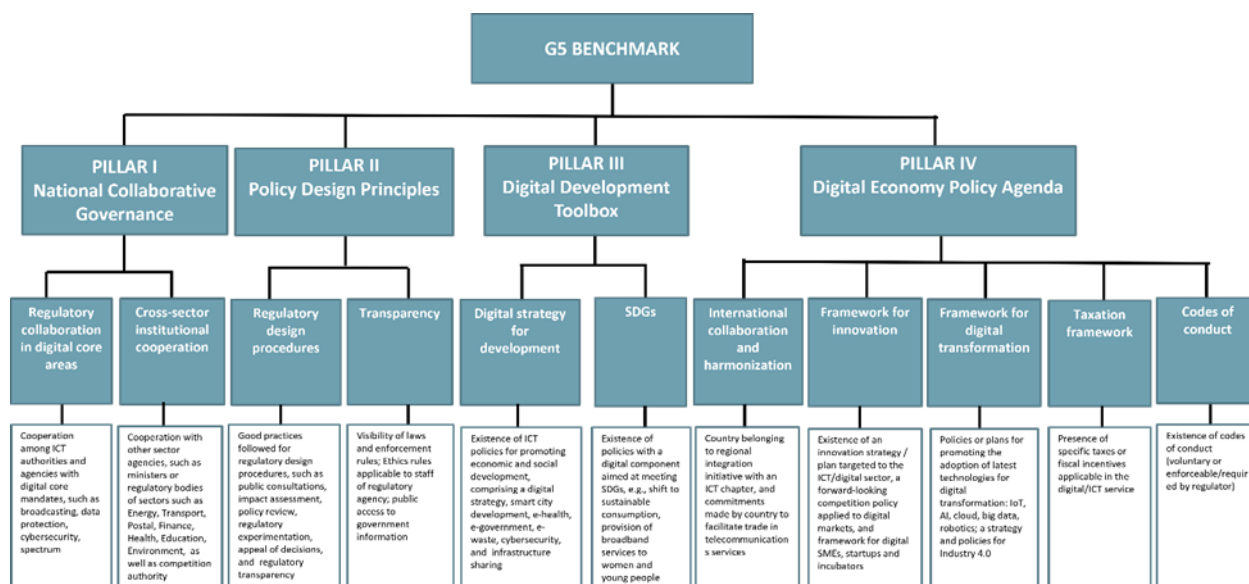 G5 BENCHMARK
PILLAR I
National Collaborative
Governance
PILLAR II
Policy Design Principles
PILLAR III
Digital Development
Toolbox
PILLAR IV
Digital Economy Policy Agenda
Regulatory
collaboration
in digital core
areas
Cross-sector
institutional
cooperation
Regulatory
design
procedures
Transparency
Digital strategy
for
development
SDGs
International
collaboration
and
harmonization
Framework for
innovation
Framework for
digital
transformation
Taxation
framework
Codes of
conduct
Cooperation
among ICT
authorities and
agencies with
digital core
mandates, such as
broadcasting, data
protection,
cybersecurity,
spectrum
Cooperation with
other sector
agencies, such as
ministers or
regulatory bodies
of sectors such as
Energy, Transport,
Postal, Finance,
Health, Education,
Environment, as
well as competition
authority
Good practices
followed for
regulatory design
procedures, such as
public consultations,
impact assessment,
policy review,
regulatory
experimentation,
appeal of decisions,
and regulatory
transparency
Visibility of laws
and enforcement
rules; Ethics rules
applicable to staff
of regulatory
agency; public
access to
government
information
Existence of ICT
policies for promoting
economic and social
development,
comprising a digital
strategy, smart city
development, e-health,
e-government, e-
waste, cybersecurity,
and infrastructure
sharing
Existence of
policies with a
digital component
aimed at meeting
SDGs, e.g., shift to
sustainable
consumption,
provision of
broadband
services to
women and
young people
Country belonging
to regional
integration
initiative with an
ICT chapter, and
commitments
made by country
to facilitate trade in
telecommunication
s services
Existence of an
innovation strategy /
plan targeted to the
ICT/digital sector, a
forward-looking
competition policy
applied to digital
markets, and
framework for digital
SMEs, startups and
incubators
Policies or plans for
promoting the
adoption of latest
technologies for
digital
transformation: IoT,
AI, cloud, big data,
robotics; a strategy
and policies for
Industry 4.0
Presence of
specific taxes or
fiscal incentives
applicable in the
digital/ICT service
Existence of codes
of conduct
(voluntary or
enforceable/requir
ed by regulator)